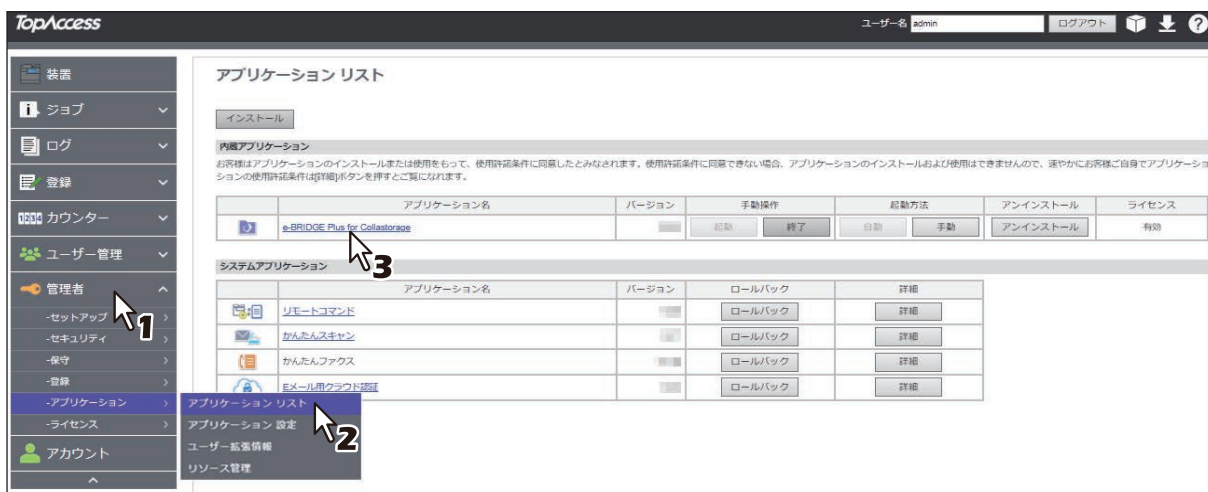 TopAccess
ユーザー名 admin ログアウト
装置
ジョブ
ログ
登録
カウンター
ユーザー管理
管理者
-セットアップ
-セキュリティ
-保守
-登録
-アプリケーション
-ライセンス
アカウント
1
アプリケーション リスト
アプリケーション 設定
ユーザー拡張情報
リソース管理
2
アプリケーション リスト
インストール
内蔵アプリケーション
お客様はアプリケーションのインストールまたは使用をもって、使用許諾条件に同意したとみなされます。使用許諾条件に同意できない場合、アプリケーションのインストールおよび使用はできませんので、速やかにお客様ご自身でアプリケーショ
ションの使用許諾条件は[詳細]ボタンを押すとご覧になれます。
アプリケーション名 バージョン 手動操作 起動方法 アンインストール ライセンス
e-BRIDGE Plus for Collastorage 起動 終了 自動 手動 アンインストール 有効
3
システムアプリケーション
アプリケーション名 バージョン ロールバック 詳細
リモートコマンド ロールバック 詳細
かんたんスキャン ロールバック 詳細
かんたんファクス ロールバック 詳細
Eメール用クラウド認証 ロールバック 詳細